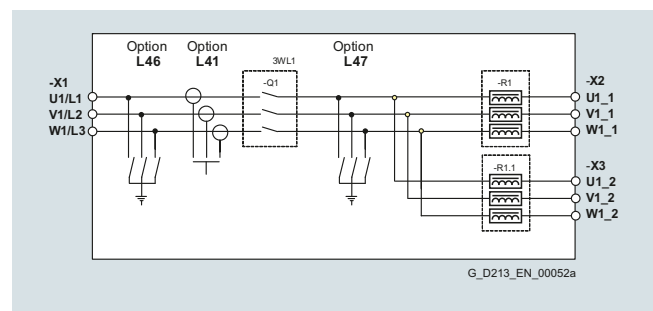 Option
L46
Option
L41
Option
L47
3WL1
-X1
-Q1
-R1
-X2
U1/L1
U1_1
V1/L2
V1_1
W1/L3
W1_1
-R1.1
-X3
U1_2
V1_2
W1_2
G_D213_EN_00052a